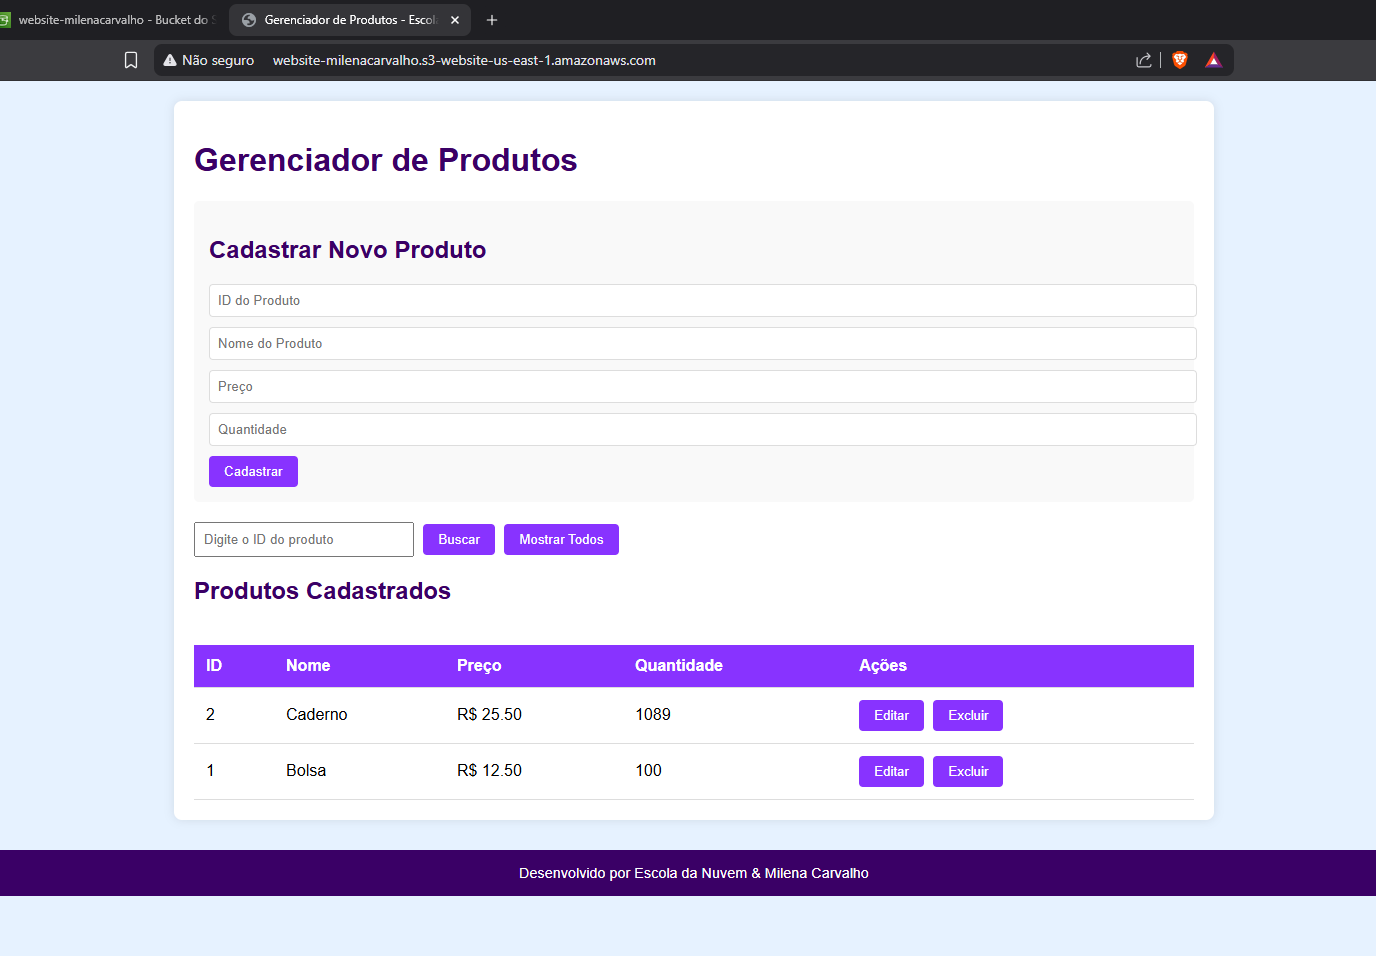 website-milenacarvalho - Bucket do S
Gerenciador de Produtos - Escol
Não seguro website-milenacarvalho.s3-website-us-east-1.amazonaws.com
Gerenciador de Produtos
Cadastrar Novo Produto
ID do Produto
Nome do Produto
Preço
Quantidade
Cadastrar
Digite o ID do produto Buscar Mostrar Todos
Produtos Cadastrados
ID Nome Preço Quantidade Ações
2 Caderno R$ 25.50 1089 Editar Excluir
1 Bolsa R$ 12.50 100 Editar Excluir
Desenvolvido por Escola da Nuvem & Milena Carvalho